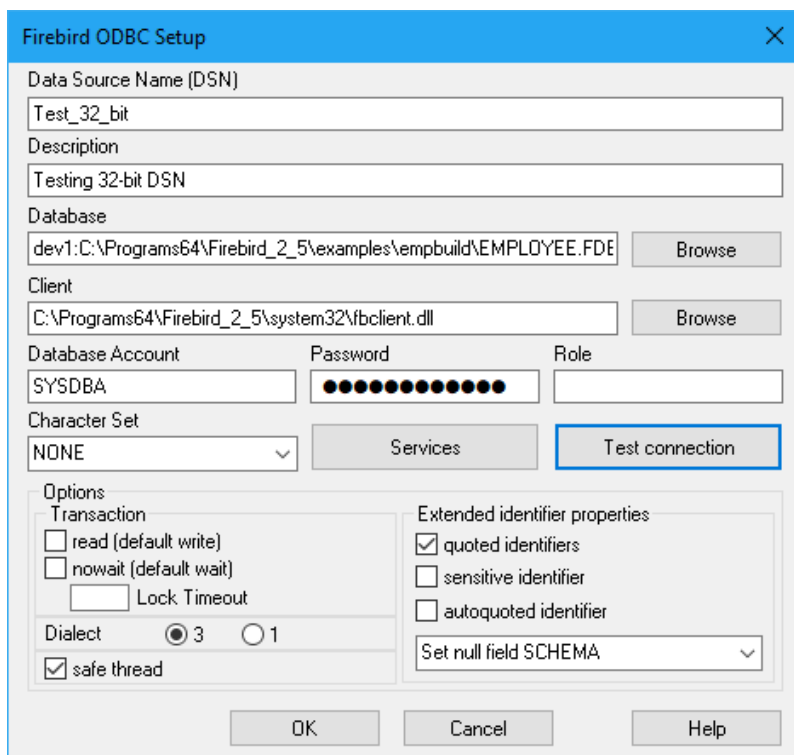 Firebird ODBC Setup
Data Source Name (DSN)
Test_32_bit
Description
Testing 32-bit DSN
Database
dev1:C:\Programs64\Firebird_2_5\examples\empbuild\EMPLOYEE.FDB Browse
Client
C:\Programs64\Firebird_2_5\system32\fbclient.dll Browse
Database Account Password Role
SYSDBA ●●●●●●●●●●●●
Character Set
NONE Services Test connection
Options
Transaction Extended identifier properties
read (default write) quoted identifiers
nowait (default wait) sensitive identifier
Lock Timeout autoquoted identifier
Dialect 3 1
Set null field SCHEMA
safe thread
OK Cancel Help